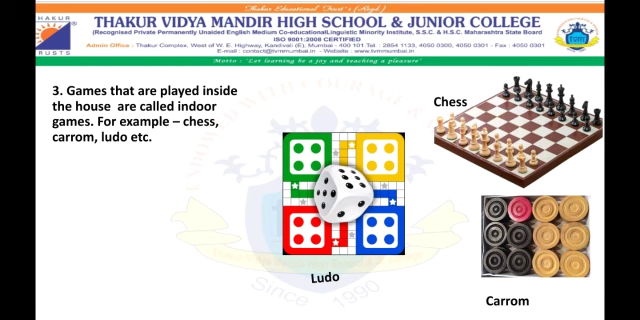 Thakur Educational Trust's (Regd.)
THAKUR VIDYA MANDIR HIGH SCHOOL & JUNIOR COLLEGE
(Recognised Private Permanently Unaided English Medium Co-educationalLinguistic Minority Institute, S.S.C. & H.S.C. Maharashtra State Board
ISO 9001:2008 CERTIFIED
Admin Office : Thakur Complex, West of W. E. Highway, Kandivali (E), Mumbai - 400 101 Tel. : 2854 1133, 4050 0300, 4050 0301 · Fax : 4050 0301
E-mail : contact@tvmmumbai.in · Website : www.tvmmumbai.in
Motto : 'Let learning be a joy and teaching a pleasure'
THAKUR
TRUSTS
3. Games that are played inside
the house are called indoor
games. For example – chess,
carrom, ludo etc.
Chess
Ludo
Carrom
Since 1990